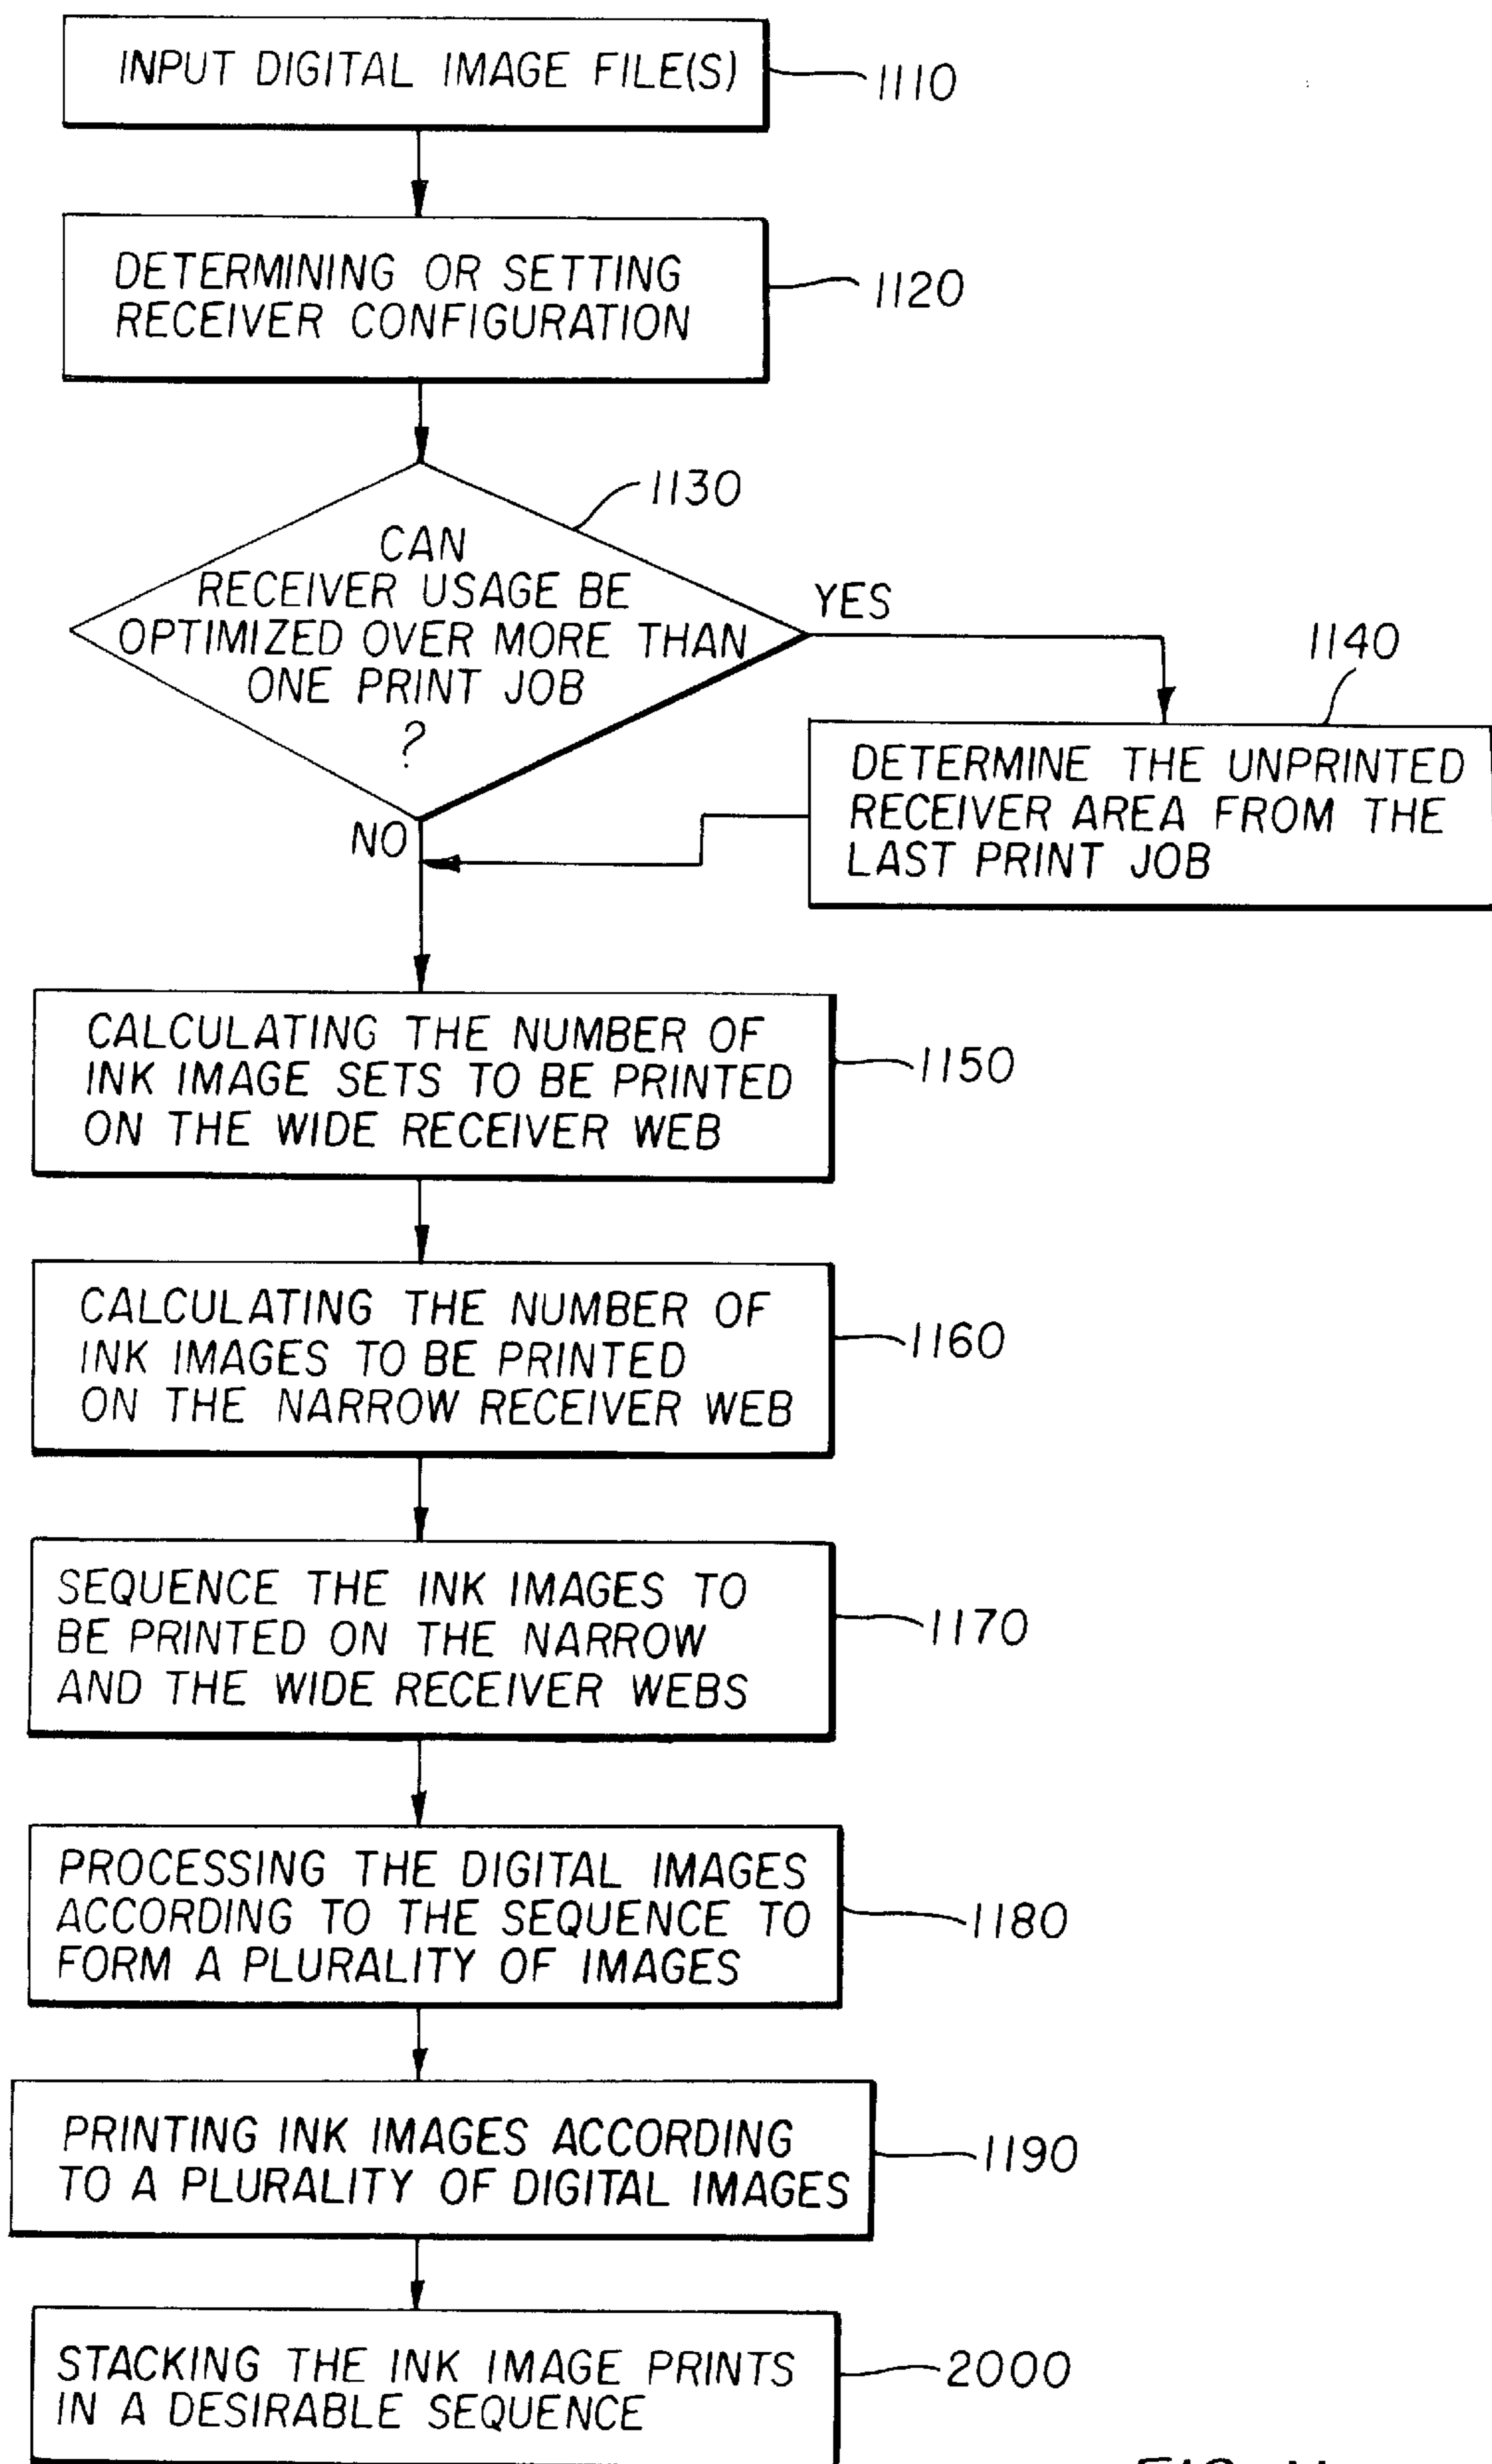 INPUT DIGITAL IMAGE FILE(S)
1110
DETERMINING OR SETTING
RECEIVER CONFIGURATION
1120
1130
CAN
RECEIVER USAGE BE
OPTIMIZED OVER MORE THAN
ONE PRINT JOB
?
YES
NO
1140
DETERMINE THE UNPRINTED
RECEIVER AREA FROM THE
LAST PRINT JOB
CALCULATING THE NUMBER OF
INK IMAGE SETS TO BE PRINTED
ON THE WIDE RECEIVER WEB
1150
CALCULATING THE NUMBER OF
INK IMAGES TO BE PRINTED
ON THE NARROW RECEIVER WEB
1160
SEQUENCE THE INK IMAGES TO
BE PRINTED ON THE NARROW
AND THE WIDE RECEIVER WEBS
1170
PROCESSING THE DIGITAL IMAGES
ACCORDING TO THE SEQUENCE TO
FORM A PLURALITY OF IMAGES
1180
PRINTING INK IMAGES ACCORDING
TO A PLURALITY OF DIGITAL IMAGES
1190
STACKING THE INK IMAGE PRINTS
IN A DESIRABLE SEQUENCE
2000